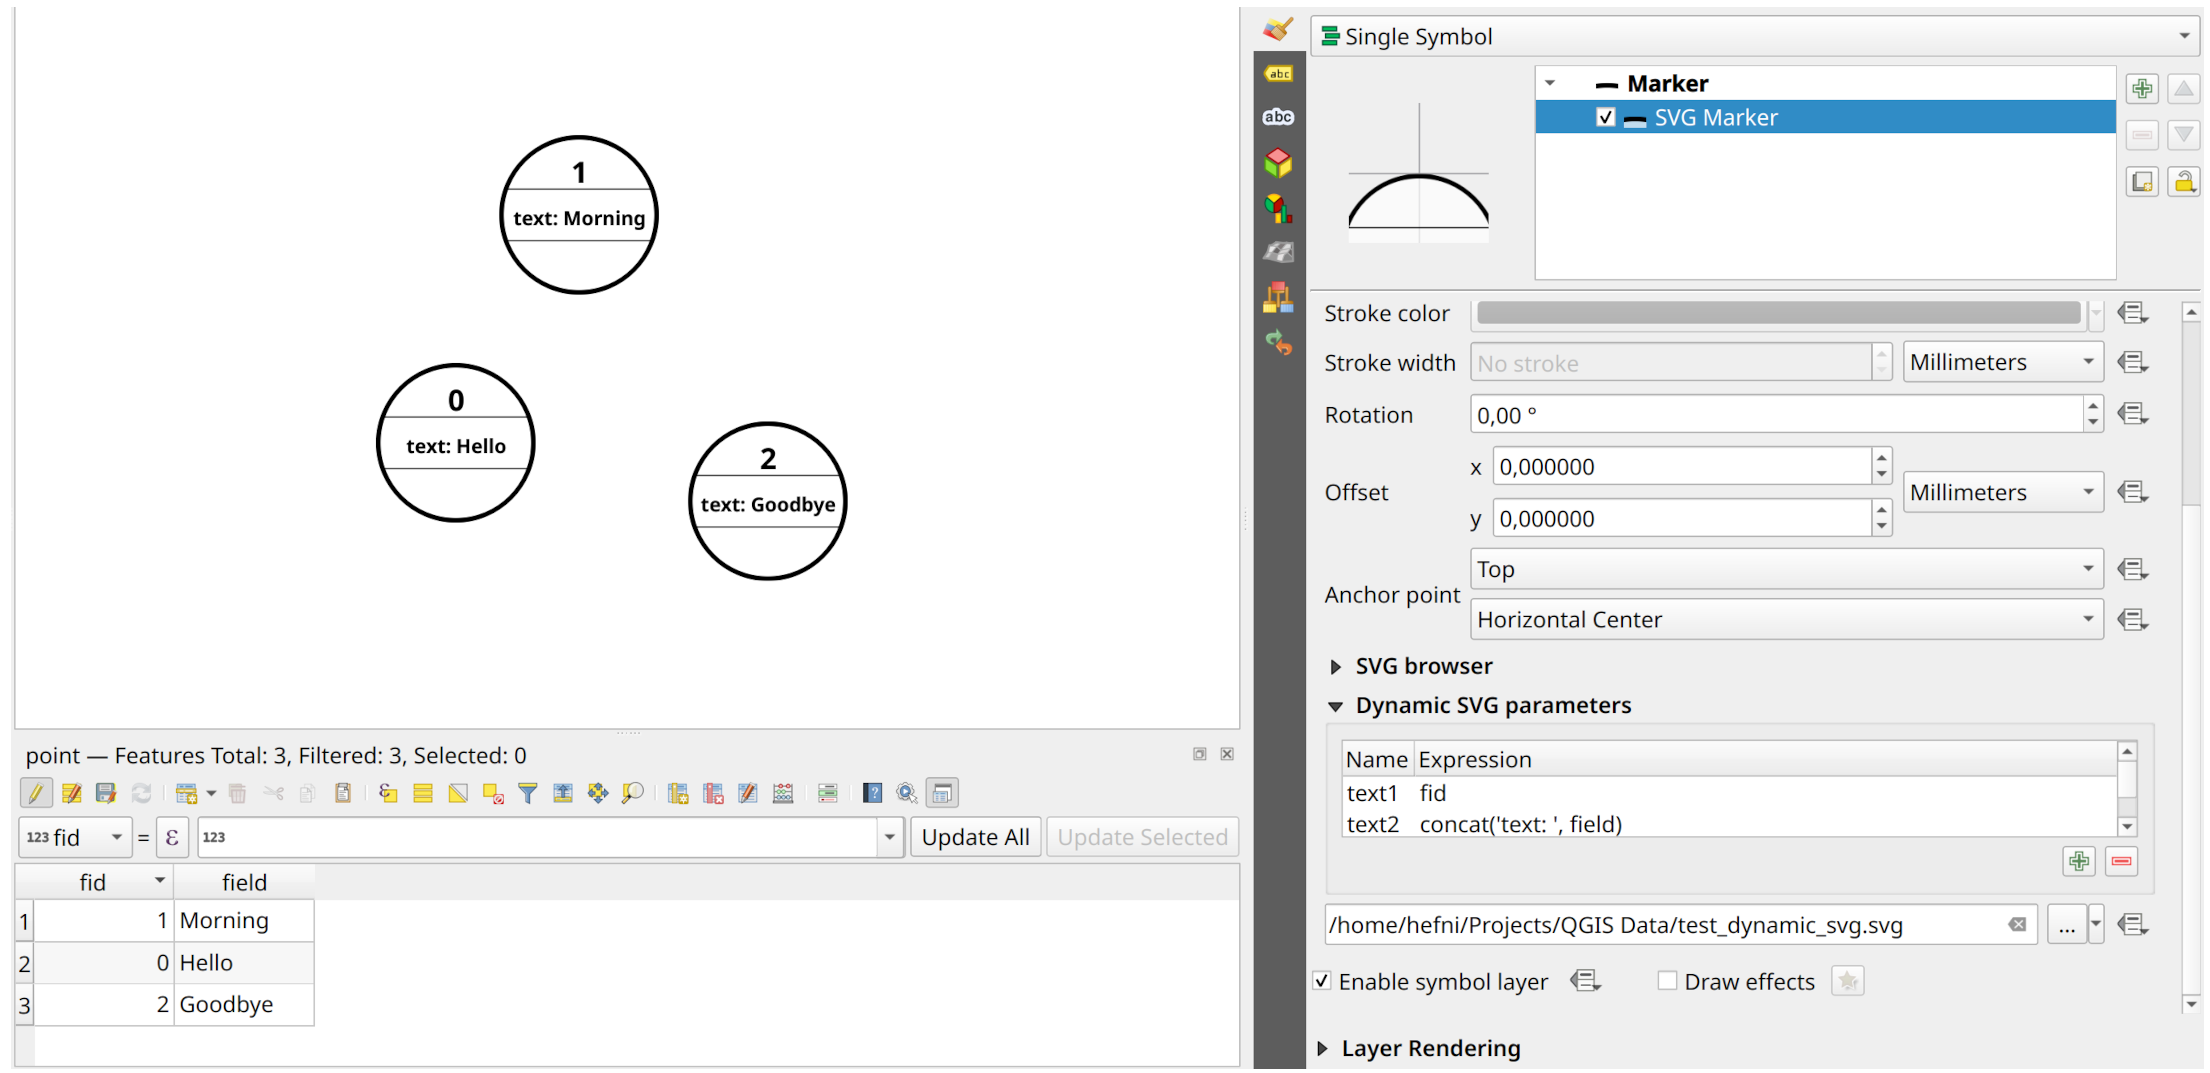 1
text: Morning
0
text: Hello
2
text: Goodbye
point — Features Total: 3, Filtered: 3, Selected: 0
123 fid = ε 123 Update All Update Selected
fid field
1 1 Morning
2 0 Hello
3 2 Goodbye
abc
abc
Single Symbol
Marker
SVG Marker
Stroke color
Stroke width No stroke Millimeters
Rotation 0,00 °
Offset x 0,000000 Millimeters
y 0,000000
Anchor point Top
Horizontal Center
SVG browser
Dynamic SVG parameters
Name Expression
text1 fid
text2 concat('text: ', field)
/home/hefni/Projects/QGIS Data/test_dynamic_svg.svg ...
Enable symbol layer Draw effects
Layer Rendering